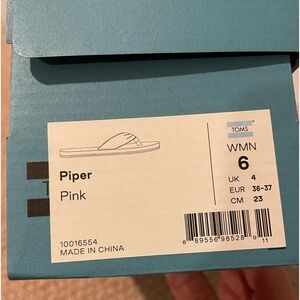 TOMS
WMN
6
UK 4
EUR 36-37
CM 23
Piper
Pink
10016554
MADE IN CHINA
8 89556 98528 9 11